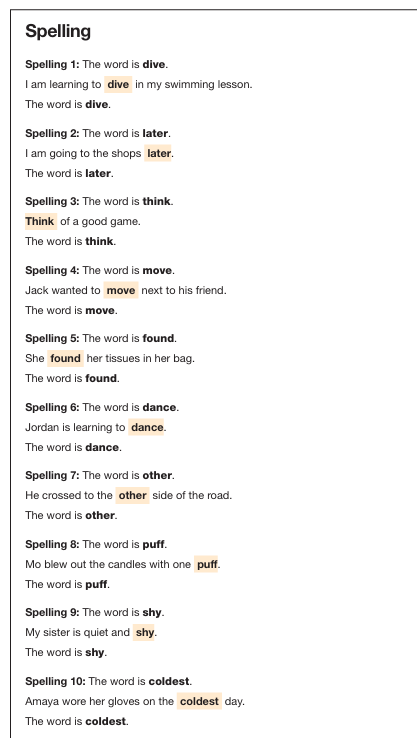 Spelling
Spelling 1: The word is dive.
I am learning to dive in my swimming lesson.
The word is dive.
Spelling 2: The word is later.
I am going to the shops later.
The word is later.
Spelling 3: The word is think.
Think of a good game.
The word is think.
Spelling 4: The word is move.
Jack wanted to move next to his friend.
The word is move.
Spelling 5: The word is found.
She found her tissues in her bag.
The word is found.
Spelling 6: The word is dance.
Jordan is learning to dance.
The word is dance.
Spelling 7: The word is other.
He crossed to the other side of the road.
The word is other.
Spelling 8: The word is puff.
Mo blew out the candles with one puff.
The word is puff.
Spelling 9: The word is shy.
My sister is quiet and shy.
The word is shy.
Spelling 10: The word is coldest.
Amaya wore her gloves on the coldest day.
The word is coldest.